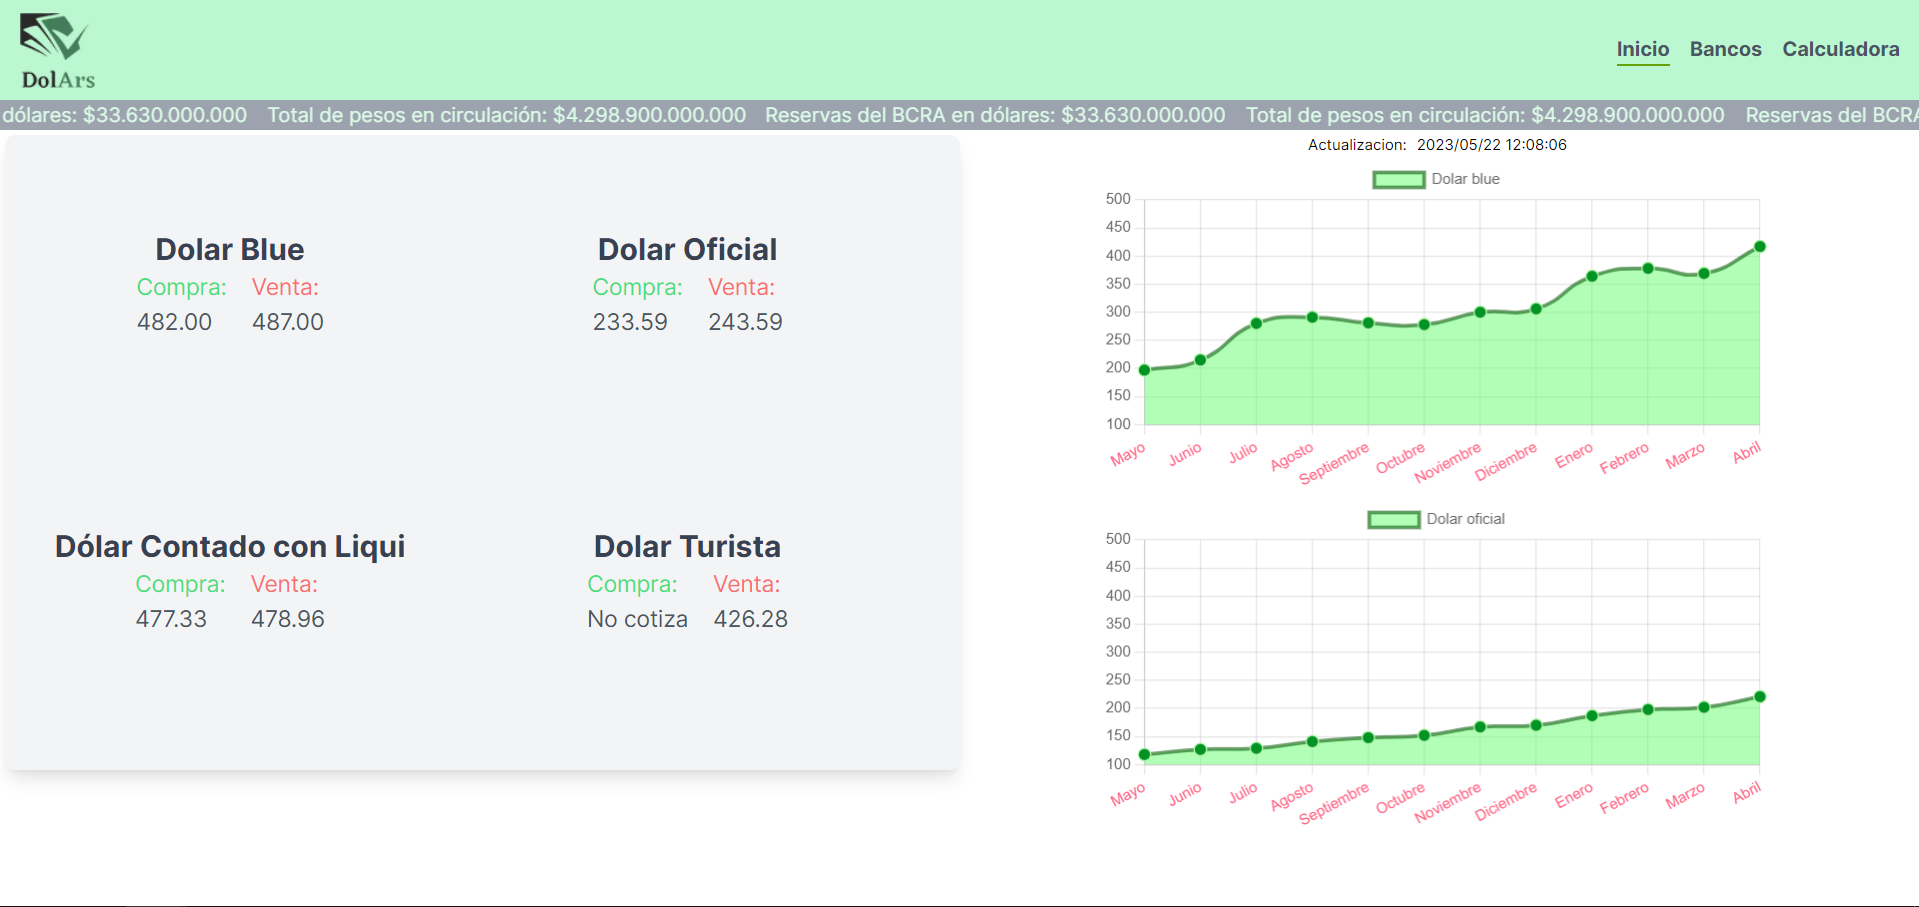 DolArs
Inicio Bancos Calculadora
dólares: $33.630.000.000 Total de pesos en circulación: $4.298.900.000.000 Reservas del BCRA en dólares: $33.630.000.000 Total de pesos en circulación: $4.298.900.000.000 Reservas del BCRA
Dolar Blue
Compra: Venta:
482.00 487.00
Dolar Oficial
Compra: Venta:
233.59 243.59
Dólar Contado con Liqui
Compra: Venta:
477.33 478.96
Dolar Turista
Compra: Venta:
No cotiza 426.28
Actualizacion: 2023/05/22 12:08:06
Dolar blue
500
450
400
350
300
250
200
150
100
Mayo Junio Julio Agosto Septiembre Octubre Noviembre Diciembre Enero Febrero Marzo Abril
Dolar oficial
500
450
400
350
300
250
200
150
100
Mayo Junio Julio Agosto Septiembre Octubre Noviembre Diciembre Enero Febrero Marzo Abril